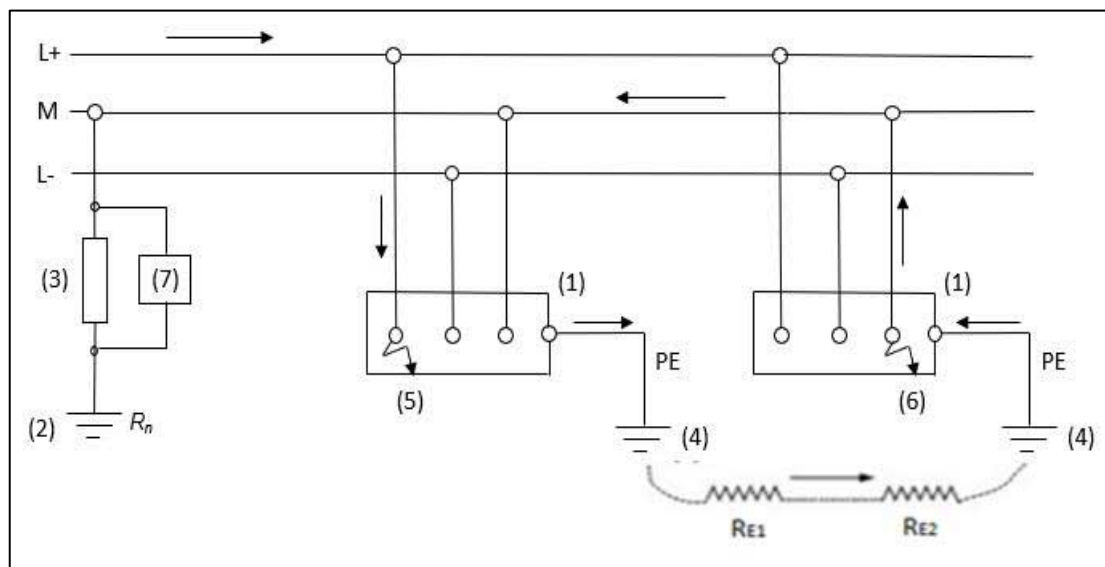 L+
M
L-
(3)
(7)
(1)
(1)
PE
PE
(5)
(6)
(2)
Rn
(4)
(4)
RE1
RE2